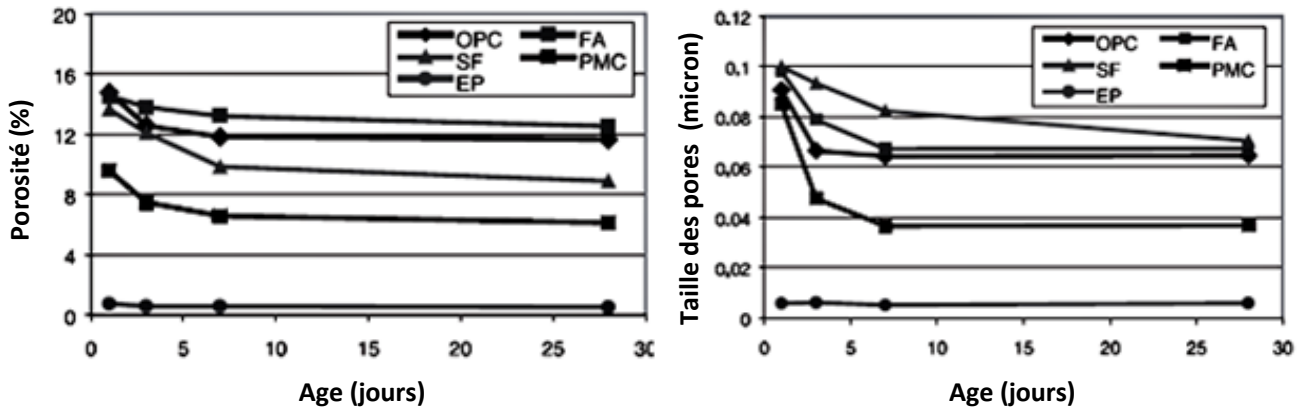 Porosité (%)
20
16
12
8
4
0
OPC FA
SF PMC
EP
0 5 10 15 20 25 30
Age (jours)
Taille des pores (micron)
0.12
0.1
0.08
0.06
0.04
0,02
0
OPC FA
SF PMC
EP
0 5 10 15 20 25 30
Age (jours)